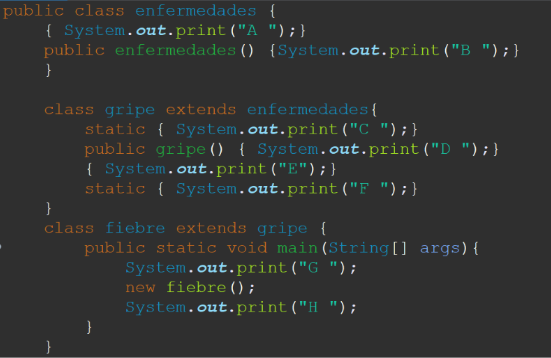 public class enfermedades {
{ System.out.print("A ");}
public enfermedades() {System.out.print("B ");}
}
class gripe extends enfermedades{
static { System.out.print("C ");}
public gripe() { System.out.print("D ");}
{ System.out.print("E");}
static { System.out.print("F ");}
}
class fiebre extends gripe {
public static void main(String[] args){
System.out.print("G ");
new fiebre();
System.out.print("H ");
}
}